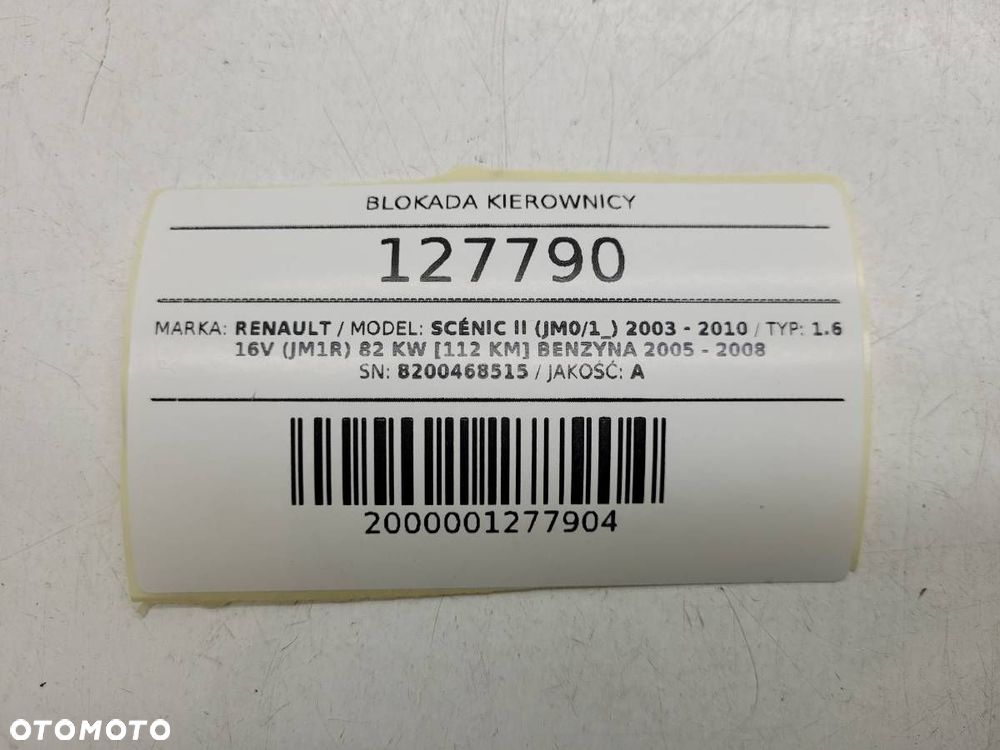 BLOKADA KIEROWNICY
127790
MARKA: RENAULT / MODEL: SCÉNIC II (JM0/1_) 2003 - 2010 / TYP: 1.6
16V (JM1R) 82 KW [112 KM] BENZYNA 2005 - 2008
SN: 8200468515 / JAKOŚĆ: A
2000001277904
OTOMOTO